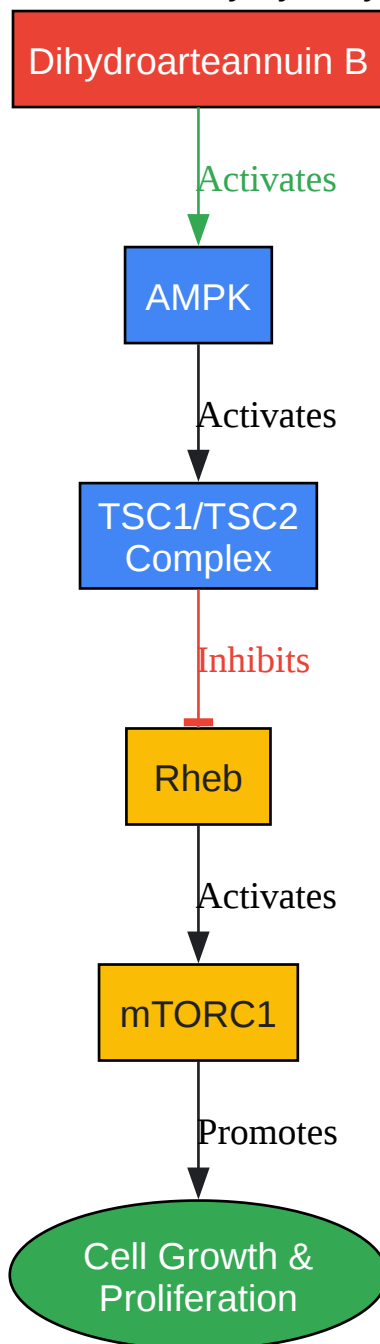 Dihydroarteannuin B
Activates
AMPK
Activates
TSC1/TSC2
Complex
Inhibits
Rheb
Activates
mTORC1
Promotes
Cell Growth &
Proliferation